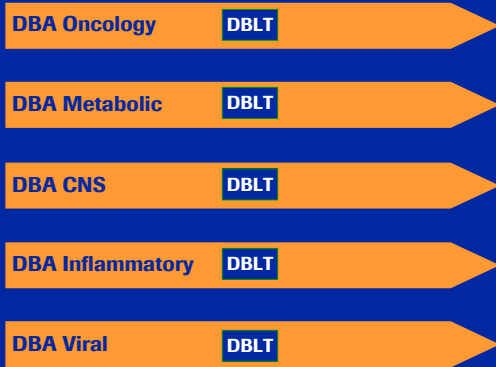 DBA Oncology DBLT
DBA Metabolic DBLT
DBA CNS DBLT
DBA Inflammatory DBLT
DBA Viral DBLT